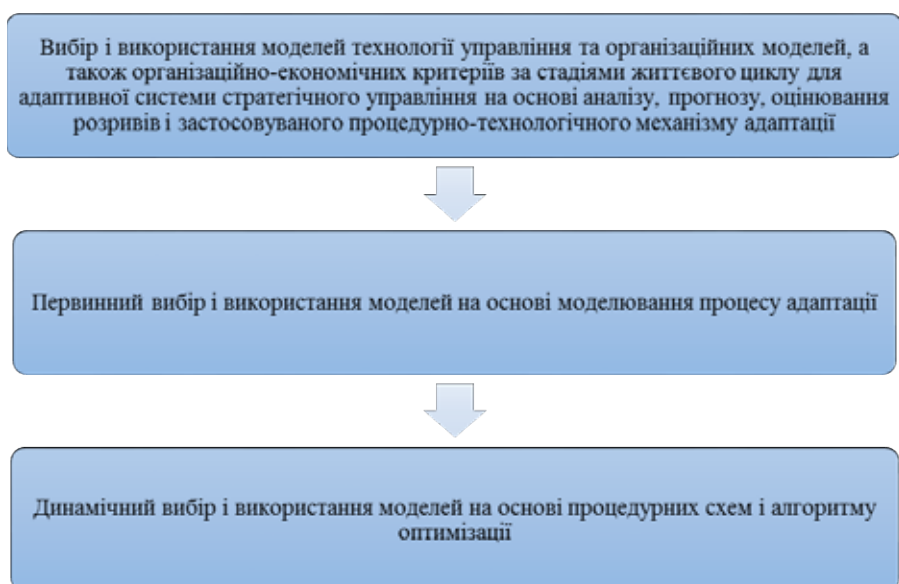 Вибір і використання моделей технології управління та організаційних моделей, а
також організаційно-економічних критеріїв за стадіями життєвого циклу для
адаптивної системи стратегічного управління на основі аналізу, прогнозу, оцінювання
розривів і застосовуваного процедурно-технологічного механізму адаптації
Первинний вибір і використання моделей на основі моделювання процесу адаптації
Динамічний вибір і використання моделей на основі процедурних схем і алгоритму
оптимізації